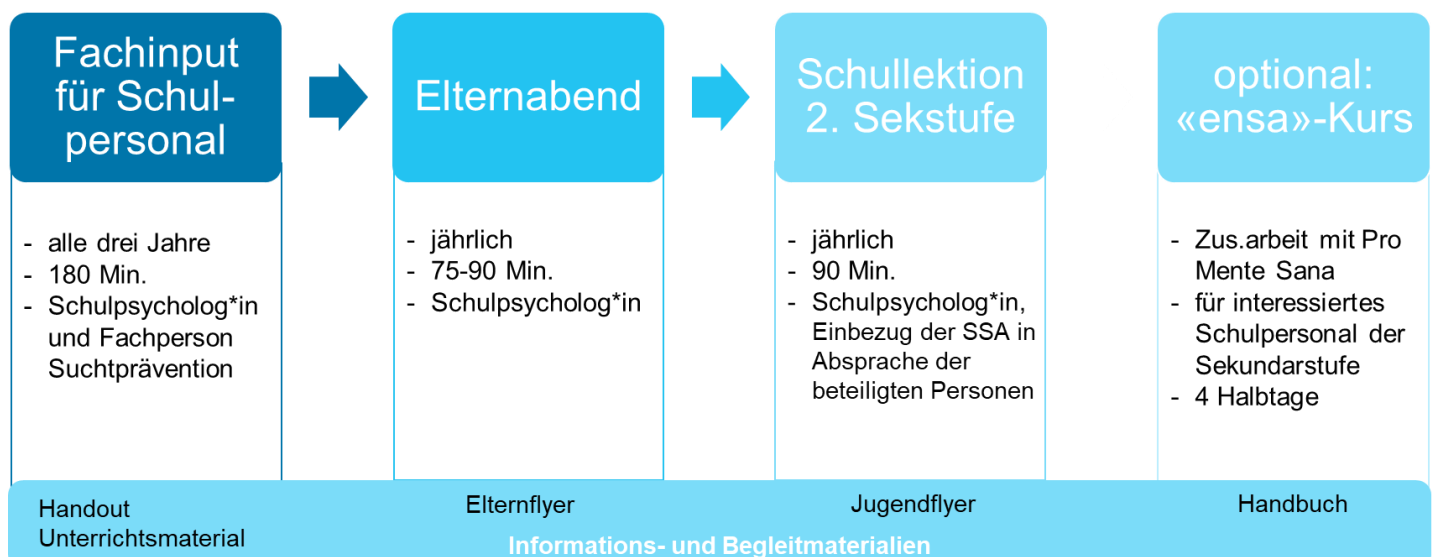 Fachinput
für Schul-
personal
- alle drei Jahre
- 180 Min.
- Schulpsycholog*in
und Fachperson
Suchtprävention
Elternabend
- jährlich
- 75-90 Min.
- Schulpsycholog*in
Schullektion
2. Sekstufe
- jährlich
- 90 Min.
- Schulpsycholog*in,
Einbezug der SSA in
Absprache der
beteiligten Personen
optional:
«ensa»-Kurs
- Zus.arbeit mit Pro
Mente Sana
- für interessiertes
Schulpersonal der
Sekundarstufe
- 4 Halbtage
Handout
Unterrichtsmaterial
Elternflyer
Jugendflyer
Handbuch
Informations- und Begleitmaterialien